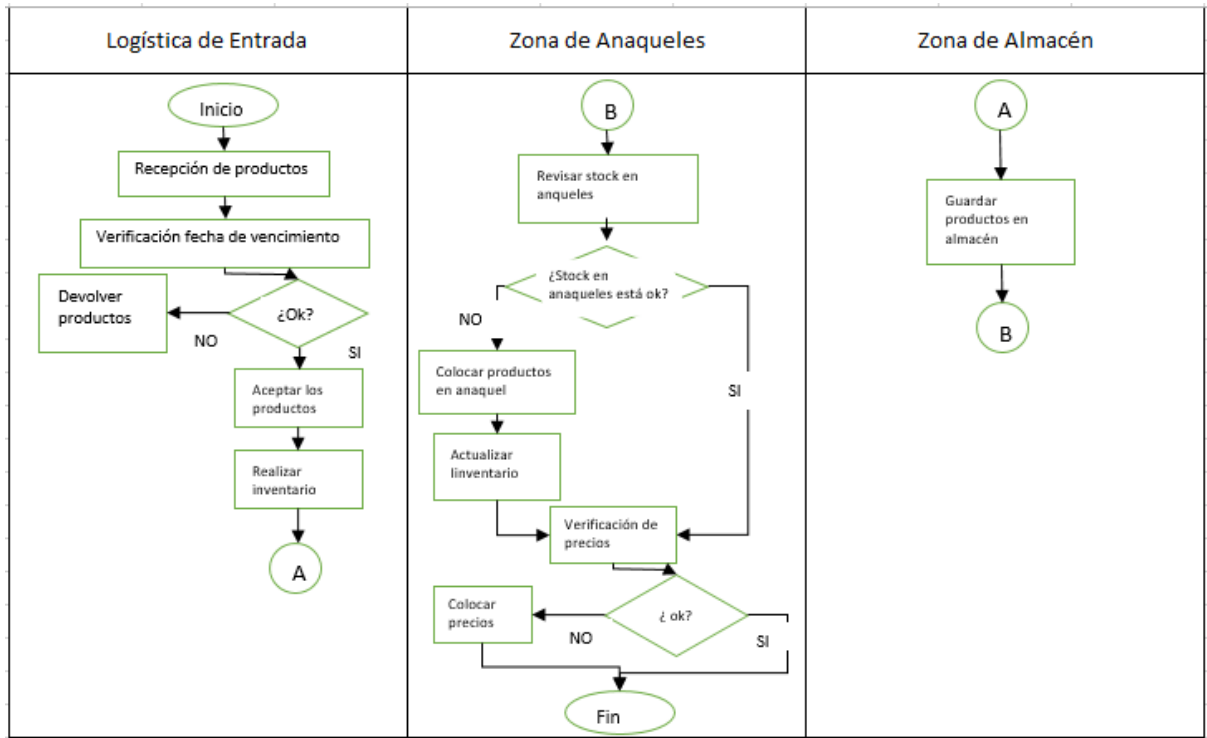 Logística de Entrada
Zona de Anaqueles
Zona de Almacén
Inicio
Recepción de productos
Verificación fecha de vencimiento
Devolver
productos
¿Ok?
NO
SI
Aceptar los
productos
Realizar
inventario
A
B
Revisar stock en
anqueles
¿Stock en
anaqueles está ok?
NO
Colocar productos
en anaquel
SI
Actualizar
linventario
Verificación de
precios
Colocar
precios
¿ ok?
NO
SI
Fin
A
Guardar
productos en
almacén
B